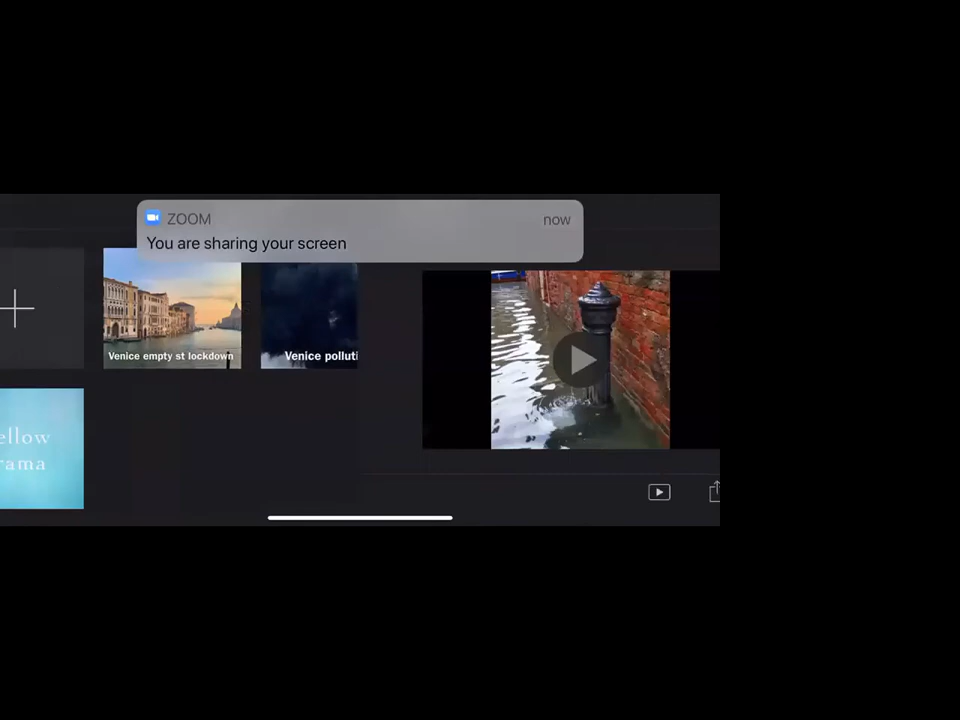 ZOOM now
You are sharing your screen
Venice empty st lockdown
Venice polluti
ellow
rama